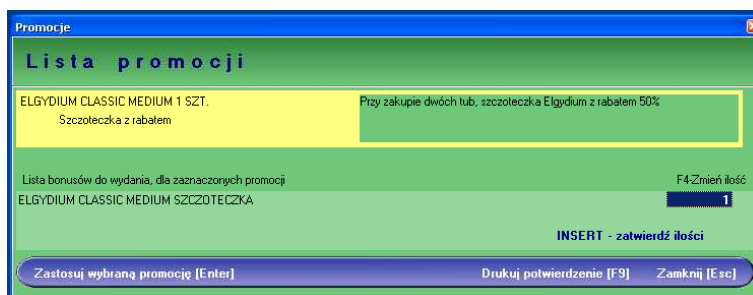 Promocje
Lista promocji
ELGYDIUM CLASSIC MEDIUM 1 SZT.
Przy zakupie dwóch tub, szczoteczka Elgydium z rabatem 50%
Szczoteczka z rabatem
Lista bonusów do wydania, dla zaznaczonych promocji
F4-Zmień ilość
ELGYDIUM CLASSIC MEDIUM SZCZOTECZKA
1
INSERT - zatwierdź ilości
Zastosuj wybraną promocję [Enter]
Drukuj potwierdzenie [F9]
Zamknij [Esc]